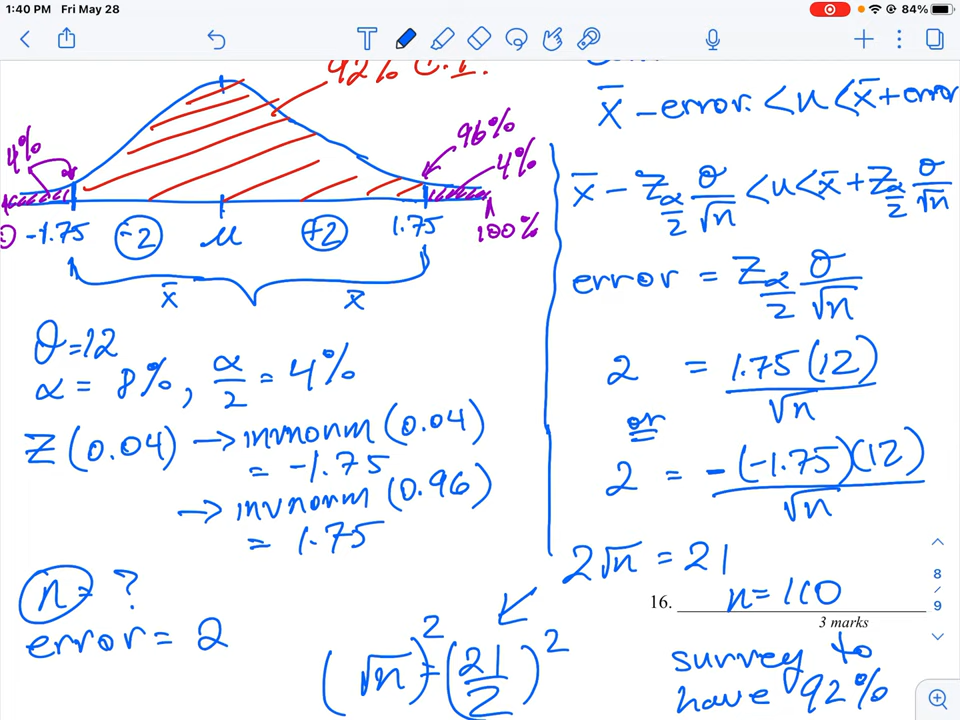 1:40 PM Fri May 28
84%
92% C.I.
4%
96%
4%
-1.75
-2
μ
+2
1.75
100%
x̄
x̄
θ=12
α = 8%, α/2 = 4%
Z(0.04) → invnorm (0.04)
= -1.75
→ invnorm (0.96)
= 1.75
n = ?
error = 2
x̄ - error < u < x̄ + error
x̄ - Zα/2 σ/√n < u < x̄ + Zα/2 σ/√n
error = Zα/2 σ/√n
2 = 1.75(12)/√n
or
2 = -(-1.75)(12)/√n
2√n = 21
(√n)² = (21/2)²
16. n=110
3 marks
survey to
have 92%
8
/
9